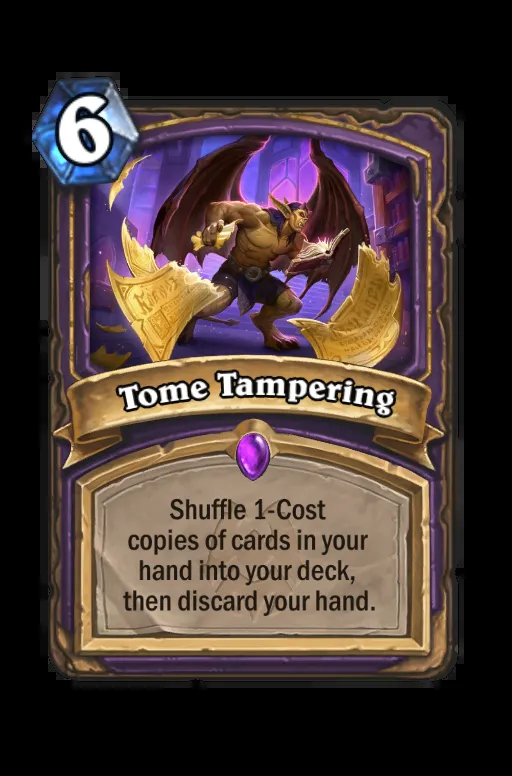 6
Tome Tampering
Shuffle 1-Cost
copies of cards in your
hand into your deck,
then discard your hand.